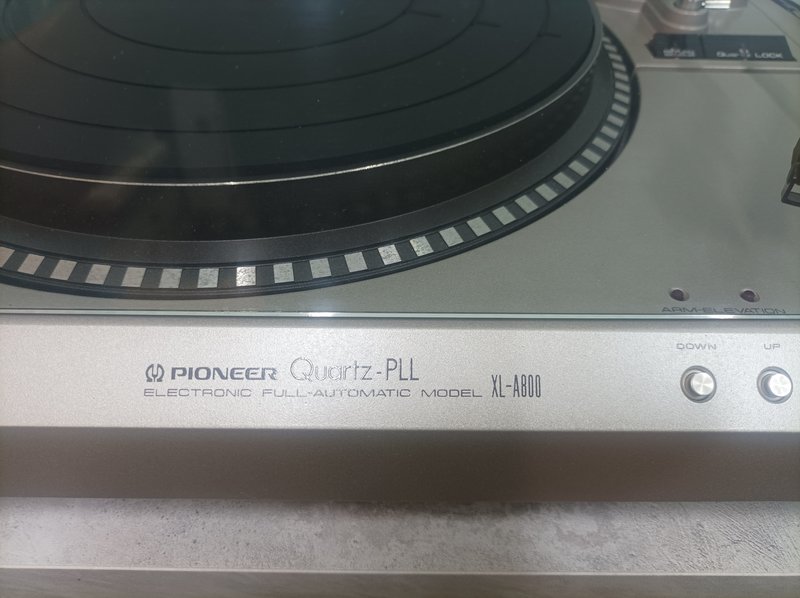 Quartz LOCK
ARM-ELEVATION
DOWN UP
PIONEER Quartz-PLL
ELECTRONIC FULL-AUTOMATIC MODEL XL-A800